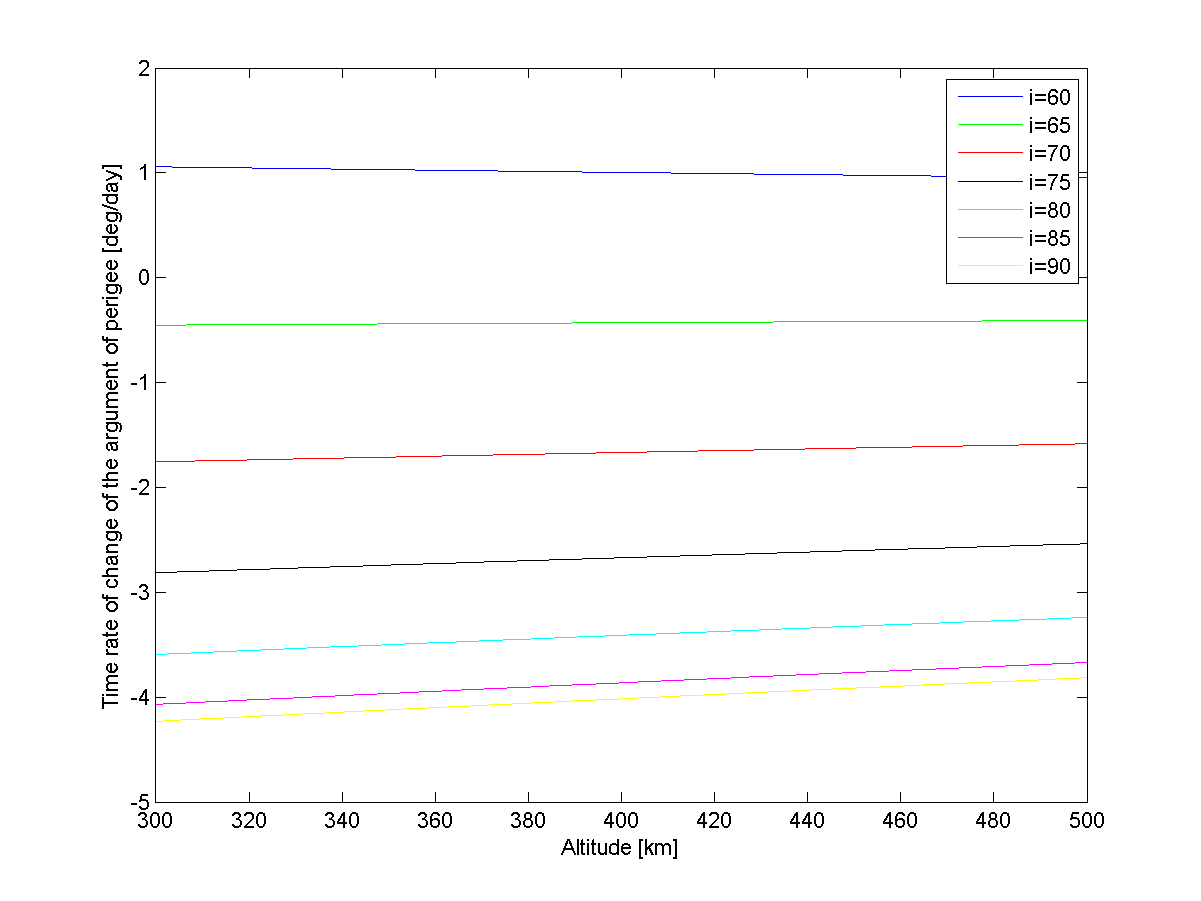 2
1
0
-1
-2
-3
-4
-5
Time rate of change of the argument of perigee [deg/day]
i=60
i=65
i=70
i=75
i=80
i=85
i=90
300 320 340 360 380 400 420 440 460 480 500
Altitude [km]